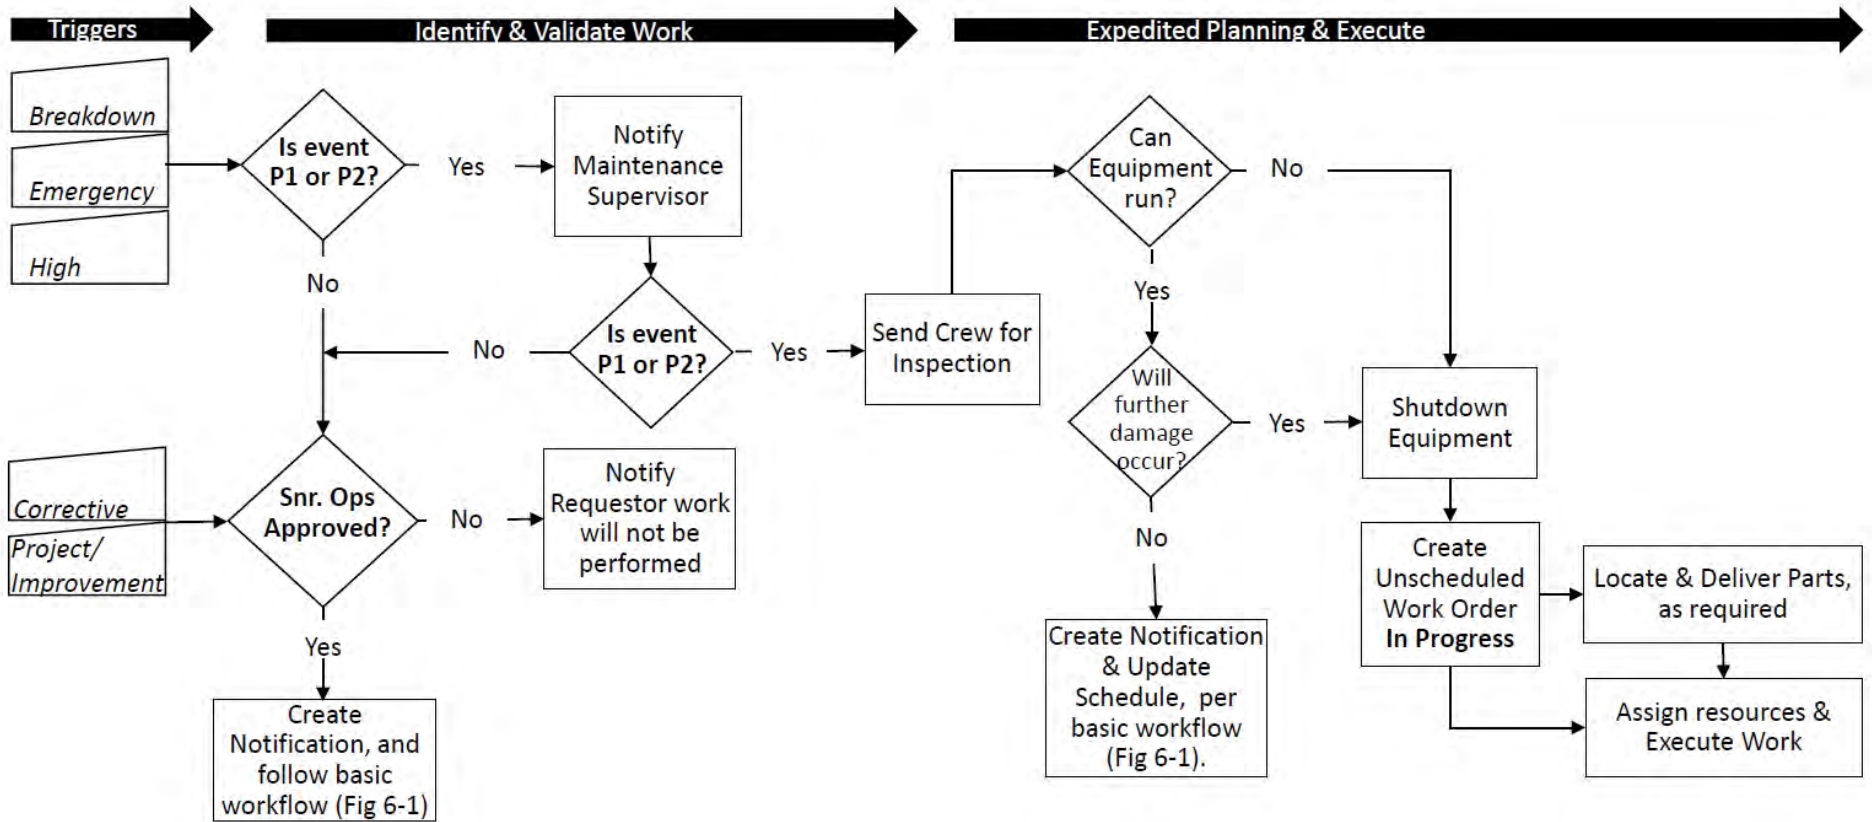 Triggers
Identify & Validate Work
Expedited Planning & Execute
Breakdown
Emergency
High
Is event
P1 or P2?
Yes
No
Notify
Maintenance
Supervisor
Is event
P1 or P2?
No
Yes
Send Crew for
Inspection
Corrective
Project/
Improvement
Snr. Ops
Approved?
No
Notify
Requestor work
will not be
performed
Yes
Create
Notification, and
follow basic
workflow (Fig 6-1)
Can
Equipment
run?
No
Yes
Will
further
damage
occur?
Yes
No
Create Notification
& Update
Schedule, per
basic workflow
(Fig 6-1).
Shutdown
Equipment
Create
Unscheduled
Work Order
In Progress
Locate & Deliver Parts,
as required
Assign resources &
Execute Work